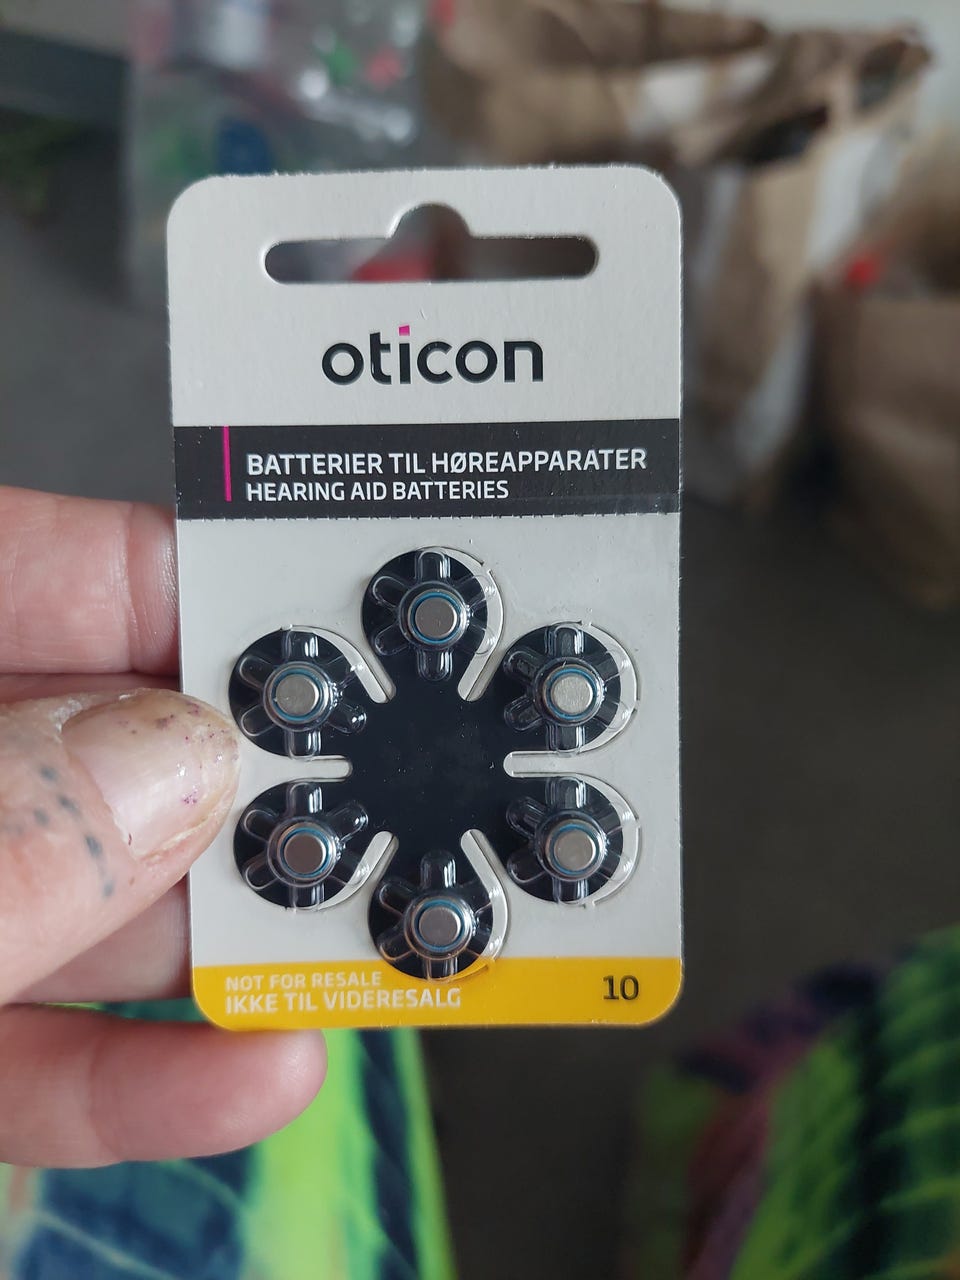 oticon
BATTERIER TIL HØREAPPARATER
HEARING AID BATTERIES
NOT FOR RESALE
IKKE TIL VIDERESALG
10